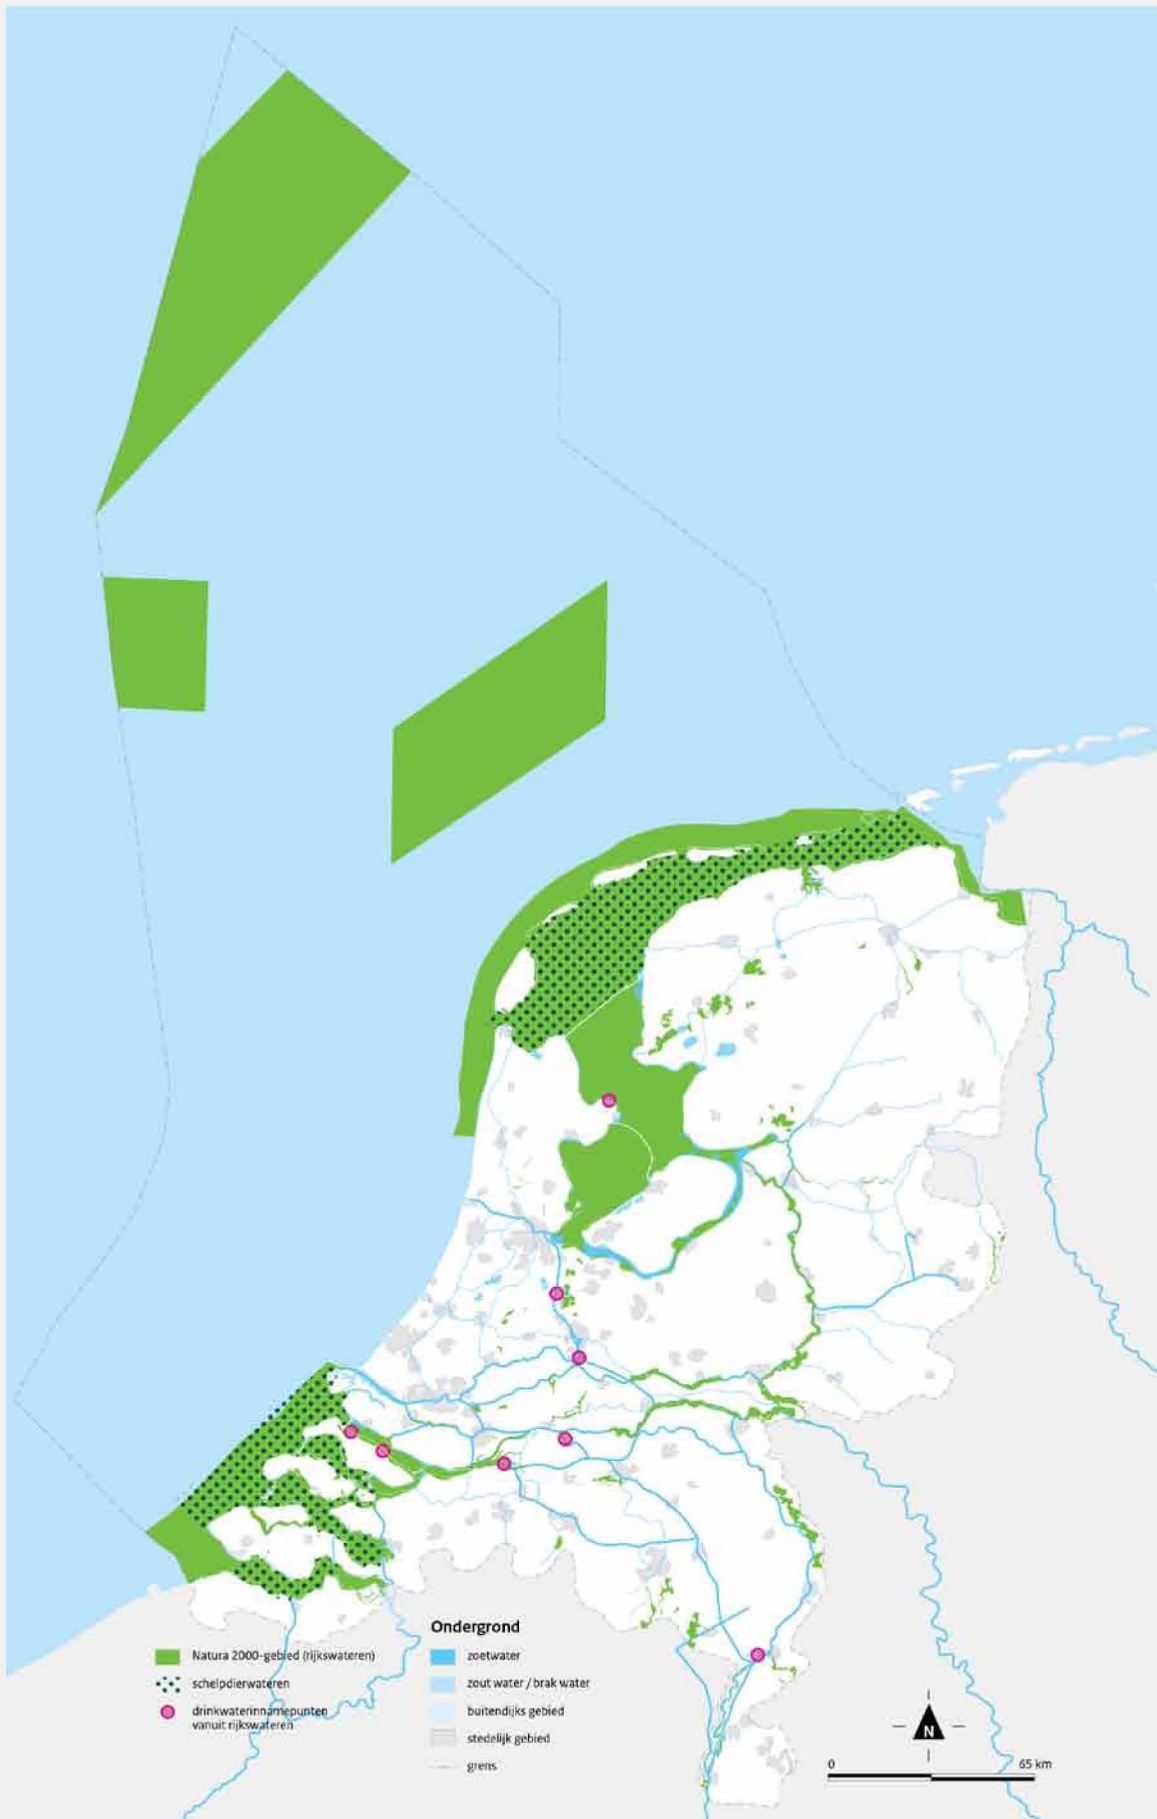 Natura 2000-gebied (rijkswateren)
schelpdierwateren
drinkwaterinnamepunten
vanuit rijkswateren
Ondergrond
zoetwater
zout water / brak water
buitendijks gebied
stedelijk gebied
grens
N
0 65 km